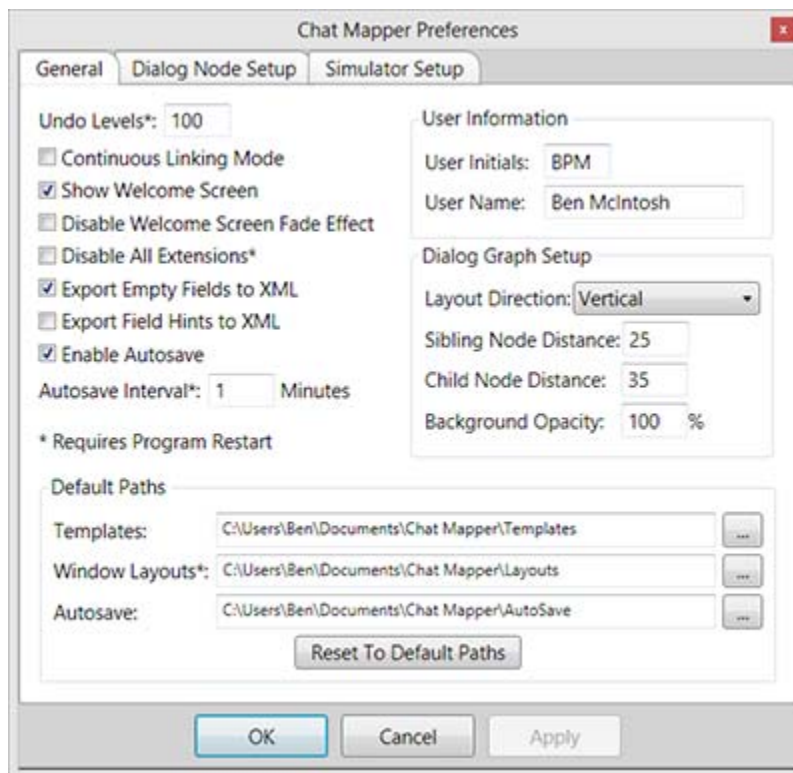 Chat Mapper Preferences
x
General Dialog Node Setup Simulator Setup
Undo Levels*: 100
Continuous Linking Mode
Show Welcome Screen
Disable Welcome Screen Fade Effect
Disable All Extensions*
Export Empty Fields to XML
Export Field Hints to XML
Enable Autosave
Autosave Interval*: 1 Minutes
* Requires Program Restart
User Information
User Initials: BPM
User Name: Ben McIntosh
Dialog Graph Setup
Layout Direction: Vertical
Sibling Node Distance: 25
Child Node Distance: 35
Background Opacity: 100 %
Default Paths
Templates: C:\Users\Ben\Documents\Chat Mapper\Templates ...
Window Layouts*: C:\Users\Ben\Documents\Chat Mapper\Layouts ...
Autosave: C:\Users\Ben\Documents\Chat Mapper\AutoSave ...
Reset To Default Paths
OK Cancel Apply